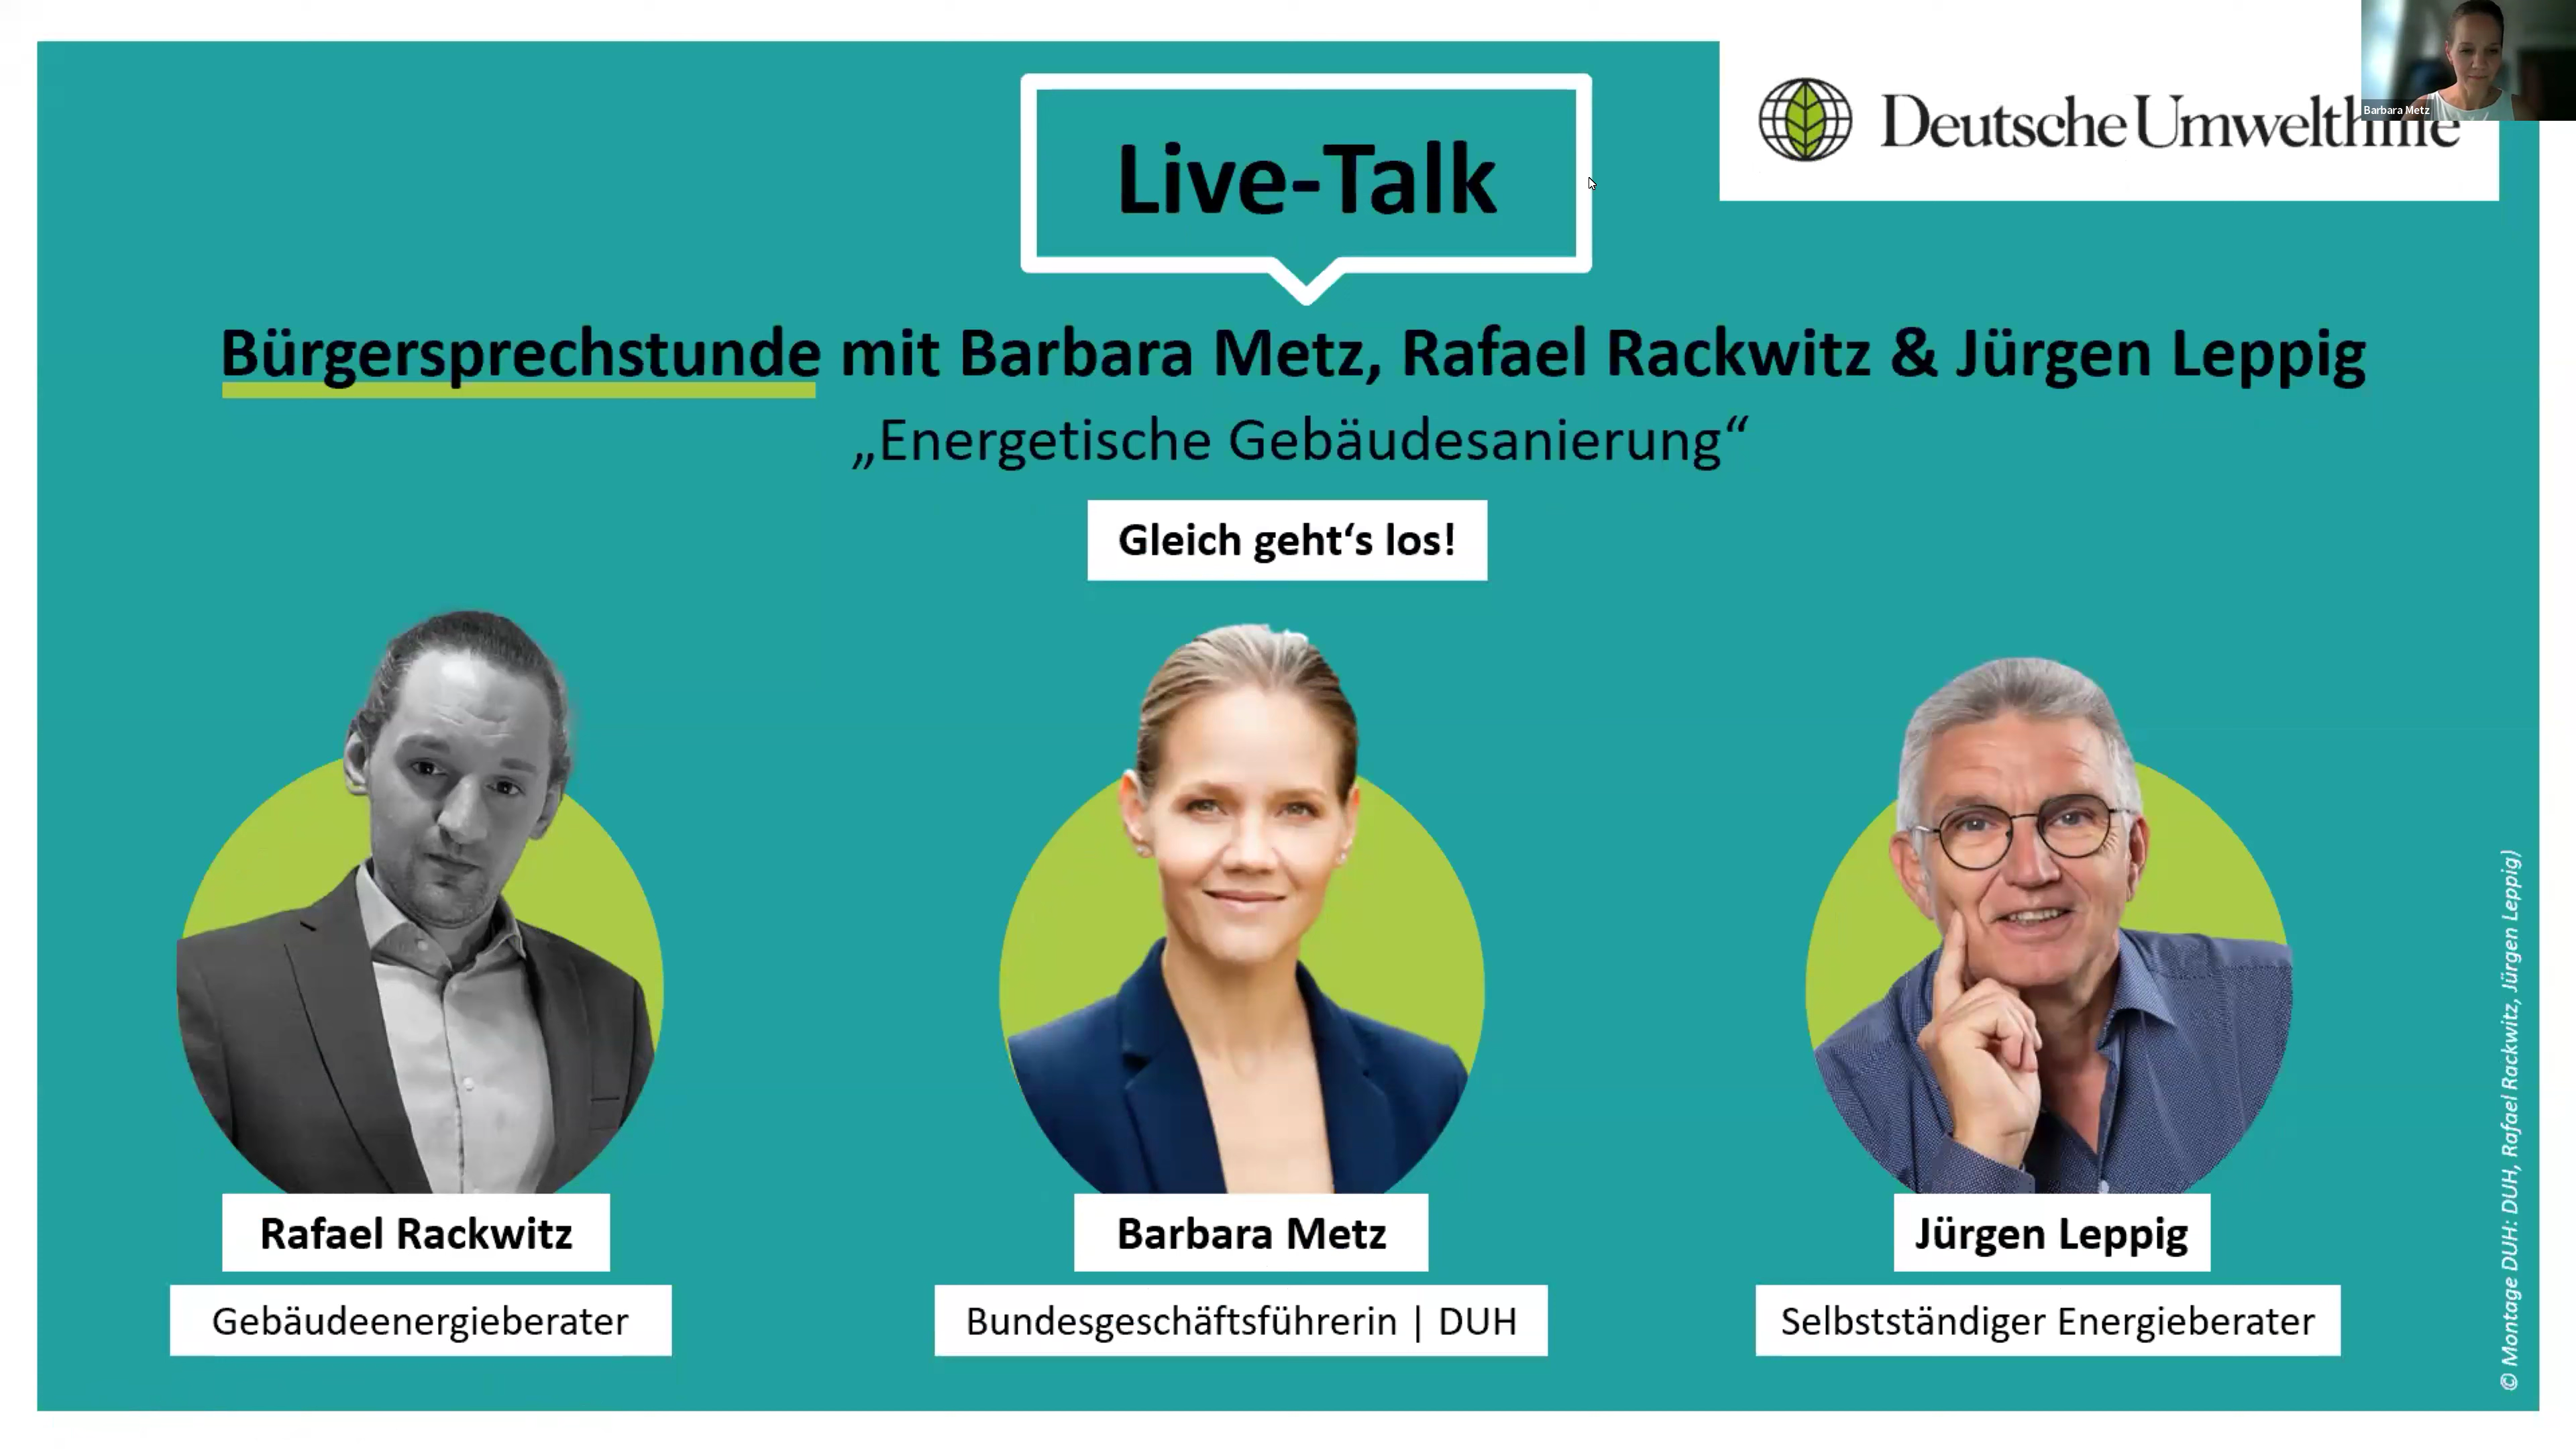 Live-Talk
Deutsche Umwelthilfe
Barbara Metz
Bürgersprechstunde mit Barbara Metz, Rafael Rackwitz & Jürgen Leppig
„Energetische Gebäudesanierung“
Gleich geht‘s los!
Rafael Rackwitz
Gebäudeenergieberater
Barbara Metz
Bundesgeschäftsführerin | DUH
Jürgen Leppig
Selbstständiger Energieberater
© Montage DUH: DUH, Rafael Rackwitz, Jürgen Leppig)